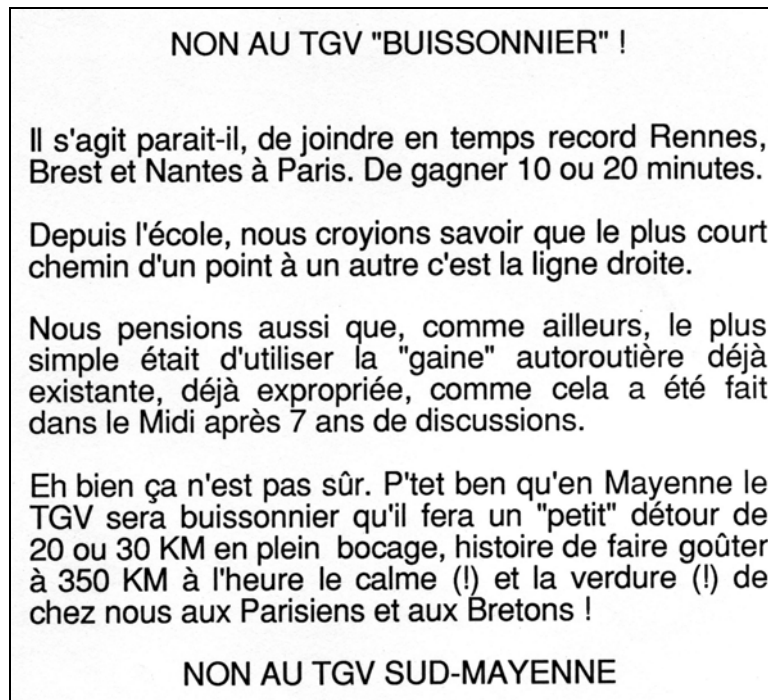 NON AU TGV "BUISSONNIER" !
Il s'agit parait-il, de joindre en temps record Rennes,
Brest et Nantes à Paris. De gagner 10 ou 20 minutes.
Depuis l'école, nous croyions savoir que le plus court
chemin d'un point à un autre c'est la ligne droite.
Nous pensions aussi que, comme ailleurs, le plus
simple était d'utiliser la "gaine" autoroutière déjà
existante, déjà expropriée, comme cela a été fait
dans le Midi après 7 ans de discussions.
Eh bien ça n'est pas sûr. P'tet ben qu'en Mayenne le
TGV sera buissonnier qu'il fera un "petit" détour de
20 ou 30 KM en plein bocage, histoire de faire goûter
à 350 KM à l'heure le calme (!) et la verdure (!) de
chez nous aux Parisiens et aux Bretons !
NON AU TGV SUD-MAYENNE